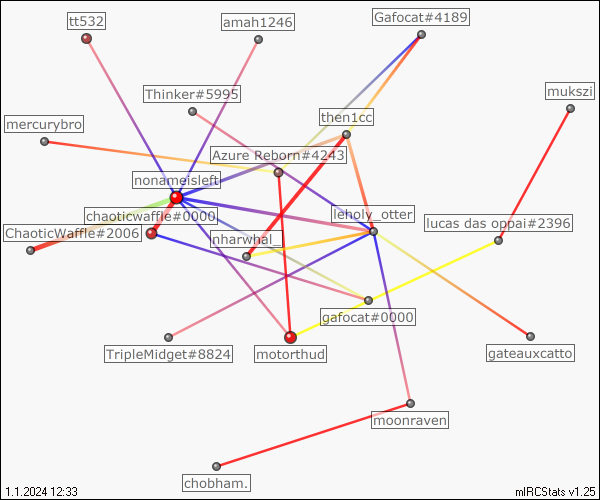 tt532
amah1246
Gafocat#4189
Thinker#5995
mukszi
mercurybro
then1cc
Azure Reborn#4243
nonameisleft
chaoticwaffle#0000
leholy_otter
ChaoticWaffle#2006
lucas das oppai#2396
nharwhal_
gafocat#0000
TripleMidget#8824
motorthud
gateauxcatto
moonraven
chobham.
1.1.2024 12:33
mIRCStats v1.25